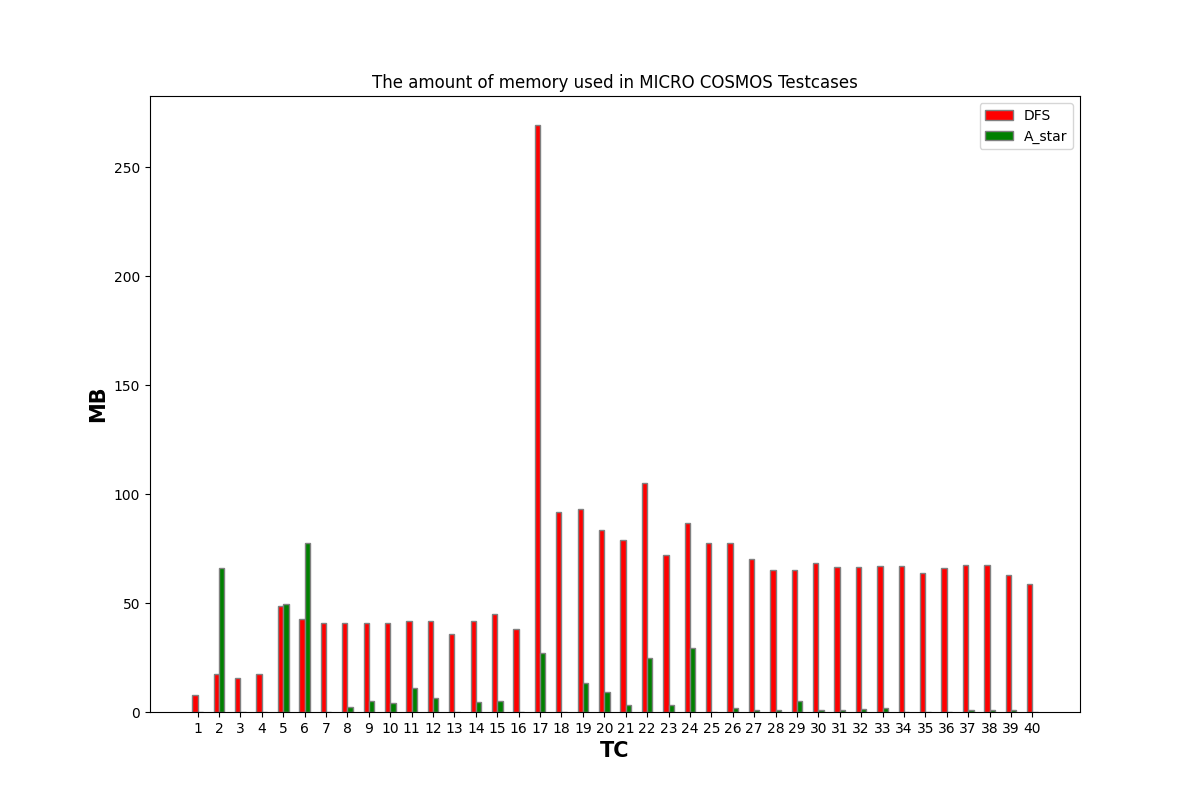 The amount of memory used in MICRO COSMOS Testcases
DFS
A_star
250
200
150
100
50
0
MB
1 2 3 4 5 6 7 8 9 10 11 12 13 14 15 16 17 18 19 20 21 22 23 24 25 26 27 28 29 30 31 32 33 34 35 36 37 38 39 40
TC